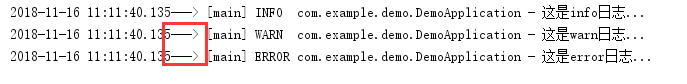 2018-11-16 11:11:40.135---> [main] INFO  com.example.demo.DemoApplication - 这是info日志...
2018-11-16 11:11:40.135---> [main] WARN  com.example.demo.DemoApplication - 这是warn日志...
2018-11-16 11:11:40.135---> [main] ERROR com.example.demo.DemoApplication - 这是error日志...